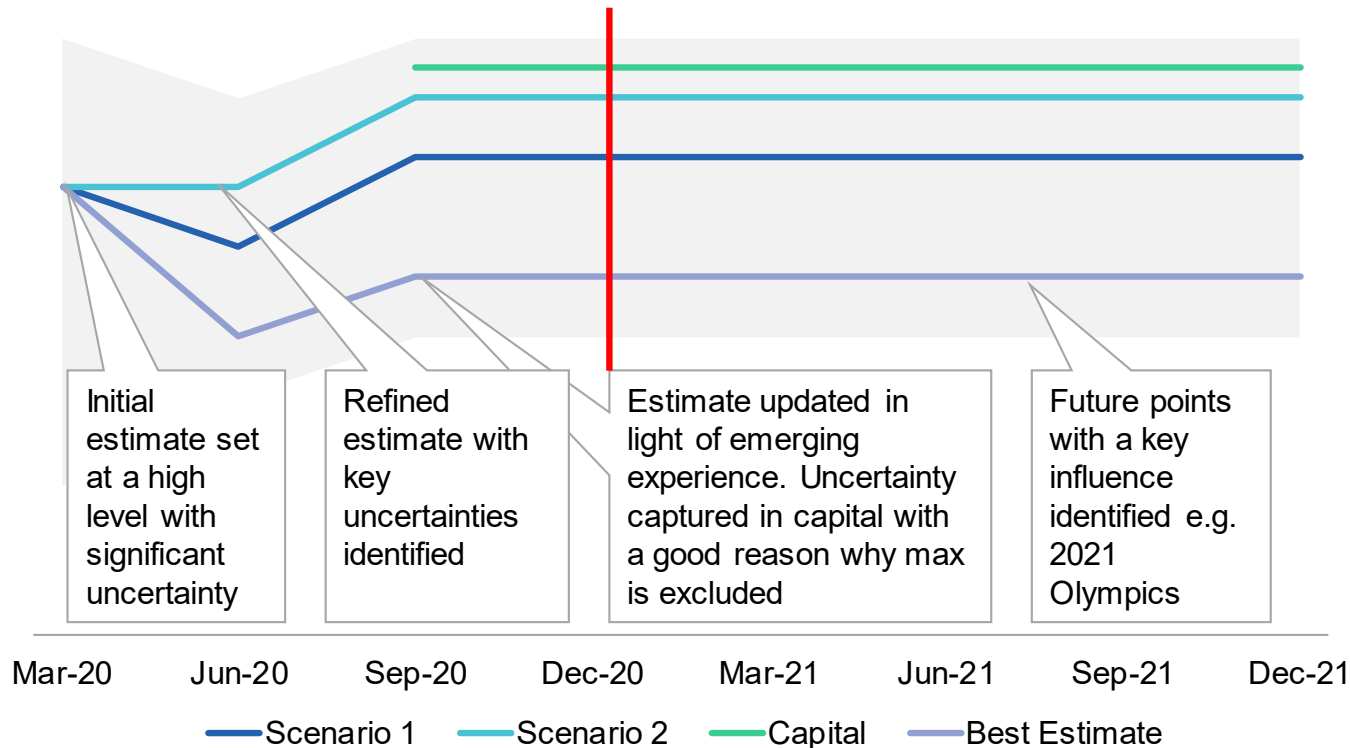 Initial
estimate set
at a high
level with
significant
uncertainty
Refined
estimate with
key
uncertainties
identified
Estimate updated in
light of emerging
experience. Uncertainty
captured in capital with
a good reason why max
is excluded
Future points
with a key
influence
identified e.g.
2021
Olympics
Mar-20 Jun-20 Sep-20 Dec-20 Mar-21 Jun-21 Sep-21 Dec-21
Scenario 1 Scenario 2 Capital Best Estimate